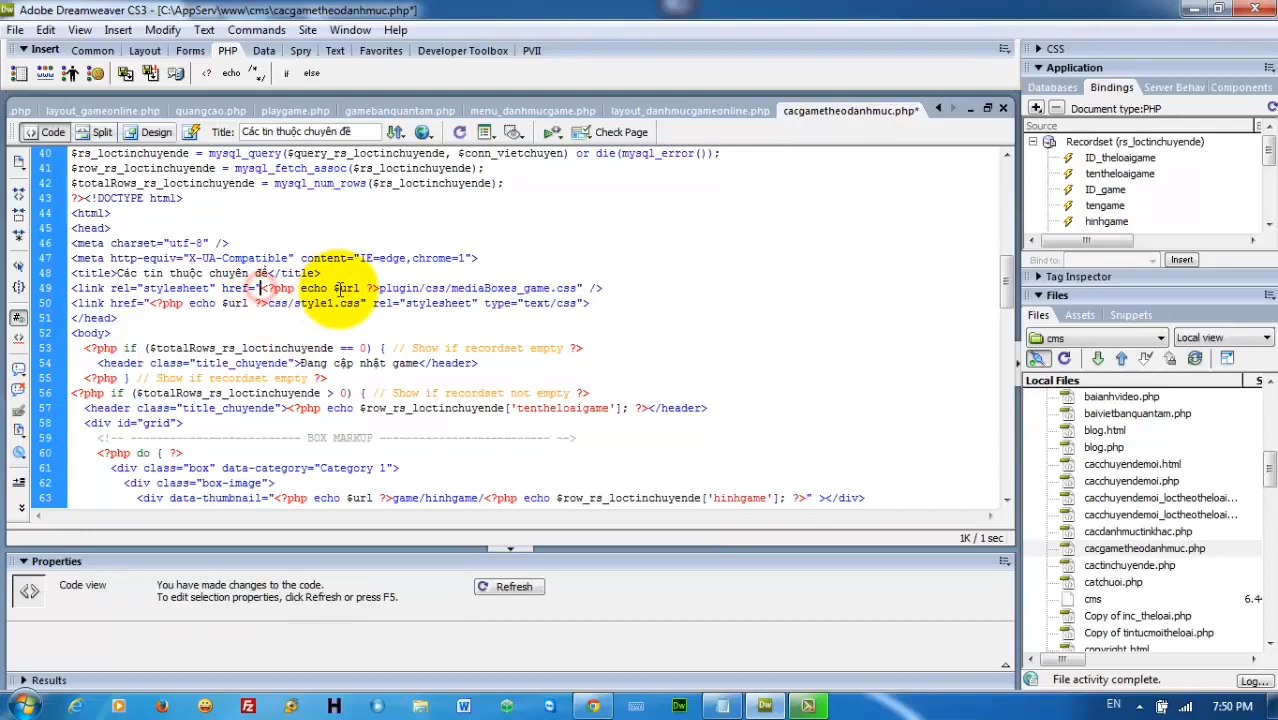 Adobe Dreamweaver CS3 - [C:\AppServ\www\cms\cacgametheodanhmuc.php*]
File Edit View Insert Modify Text Commands Site Window Help
Insert Common Layout Forms PHP Data Spry Text Favorites Developer Toolbox PVII
<? echo /*/ if else
php layout_gameonline.php quangcao.php playgame.php gamebanquantam.php menu_danhmucgame.php layout_danhmucgameonline.php cacgametheodanhmuc.php*
Code Split Design Title: Các tin thuộc chuyên đề Check Page
40 $rs_loctinchuyende = mysql_query($query_rs_loctinchuyende, $conn_vietchuyen) or die(mysql_error());
41 $row_rs_loctinchuyende = mysql_fetch_assoc($rs_loctinchuyende);
42 $totalRows_rs_loctinchuyende = mysql_num_rows($rs_loctinchuyende);
43 ?><!DOCTYPE html>
44 <html>
45 <head>
46 <meta charset="utf-8" />
47 <meta http-equiv="X-UA-Compatible" content="IE=edge,chrome=1">
48 <title>Các tin thuộc chuyên đề</title>
49 <link rel="stylesheet" href="<?php echo $url ?>plugin/css/mediaBoxes_game.css" />
50 <link href="<?php echo $url ?>css/style1.css" rel="stylesheet" type="text/css">
51 </head>
52 <body>
53 <?php if ($totalRows_rs_loctinchuyende == 0) { // Show if recordset empty ?>
54 <header class="title_chuyende">Đang cập nhật game</header>
55 <?php } // Show if recordset empty ?>
56 <?php if ($totalRows_rs_loctinchuyende > 0) { // Show if recordset not empty ?>
57 <header class="title_chuyende"><?php echo $row_rs_loctinchuyende['tentheloaigame']; ?></header>
58 <div id="grid">
59 <!-- -------------------------- BOX MARKUP -------------------------- -->
60 <?php do { ?>
61 <div class="box" data-category="Category 1">
62 <div class="box-image">
63 <div data-thumbnail="<?php echo $url ?>game/hinhgame/<?php echo $row_rs_loctinchuyende['hinhgame']; ?>" ></div>
1K / 1 sec
Properties
Code view
You have made changes to the code.
To edit selection properties, click Refresh or press F5.
Refresh
Results
CSS
Application
Databases Bindings Server Behav Components
Document type:PHP
Source
Recordset (rs_loctinchuyende)
ID_theloaigame
tentheloaigame
ID_game
tengame
hinhgame
Bind to: Insert
Tag Inspector
Files
Files Assets Snippets
cms Local view
Local Files
baianhvideo.php
baivietbanquantam.php
blog.html
blog.php
cacchuyendemoi.html
cacchuyendemoi.php
cacchuyendemoi_loctheotheloai...
cacchuyendemoi_loctheotheloai...
cacdanhmuctinkhac.php
cacgametheodanhmuc.php
cactinchuyende.php
catchuoi.php
cms 6.4
Copy of inc_theloai.php
Copy of tintucmoitheloai.php
copyright.html
File activity complete. Log...
EN 7:50 PM